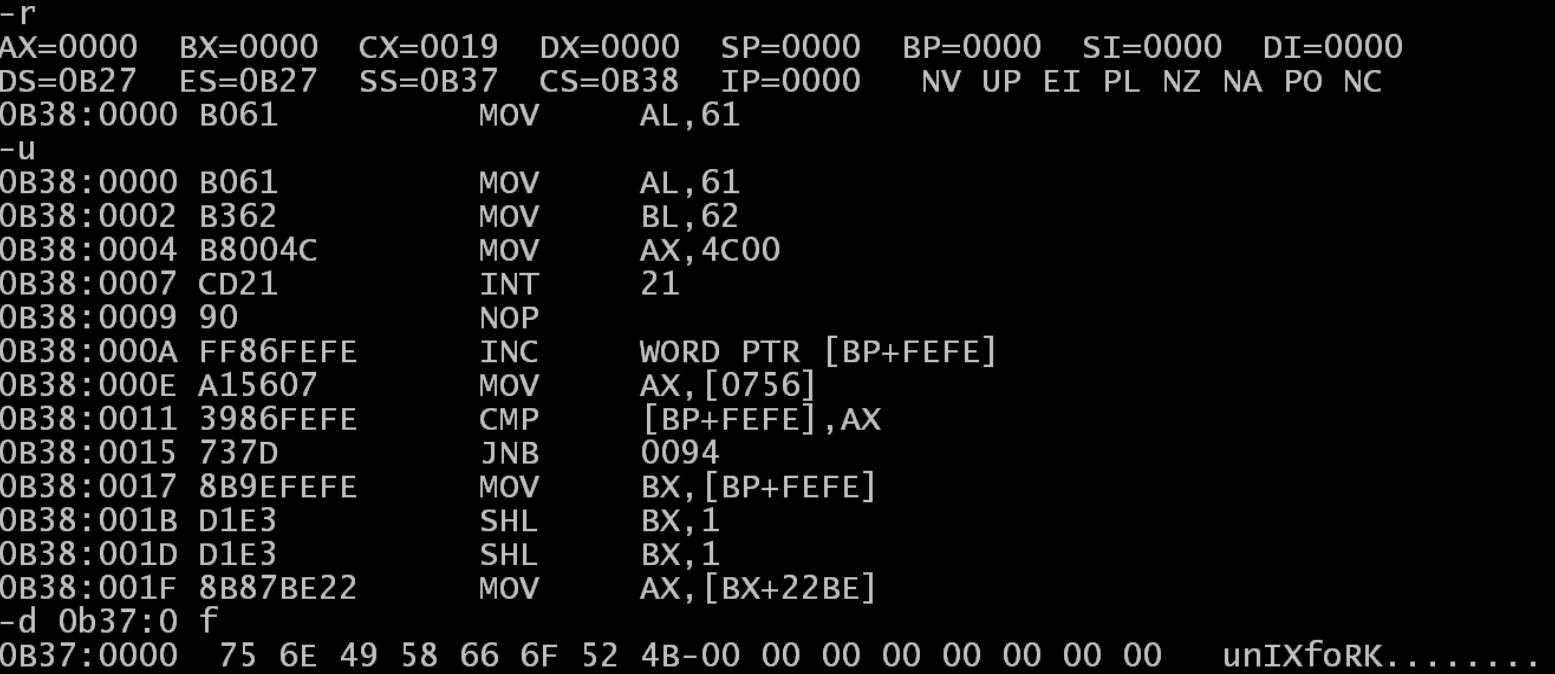 -r
AX=0000  BX=0000  CX=0019  DX=0000  SP=0000  BP=0000  SI=0000  DI=0000
DS=0B27  ES=0B27  SS=0B37  CS=0B38  IP=0000   NV UP EI PL NZ NA PO NC
0B38:0000 B061          MOV     AL,61
-u
0B38:0000 B061          MOV     AL,61
0B38:0002 B362          MOV     BL,62
0B38:0004 B8004C        MOV     AX,4C00
0B38:0007 CD21          INT     21
0B38:0009 90            NOP
0B38:000A FF86FEFE      INC     WORD PTR [BP+FEFE]
0B38:000E A15607        MOV     AX,[0756]
0B38:0011 3986FEFE      CMP     [BP+FEFE],AX
0B38:0015 737D          JNB     0094
0B38:0017 8B9EFEFE      MOV     BX,[BP+FEFE]
0B38:001B D1E3          SHL     BX,1
0B38:001D D1E3          SHL     BX,1
0B38:001F 8B87BE22      MOV     AX,[BX+22BE]
-d 0b37:0 f
0B37:0000  75 6E 49 58 66 6F 52 4B-00 00 00 00 00 00 00 00   unIXfoRK........